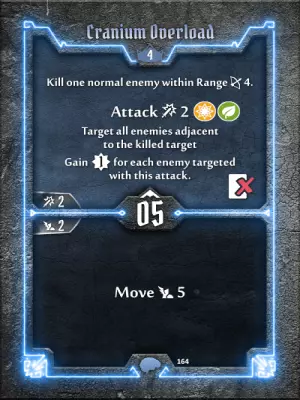 Cranium Overload
4
Kill one normal enemy within Range 4.
Attack 2
Target all enemies adjacent
to the killed target
Gain 1 for each enemy targeted
with this attack.
2
05
2
Move 5
164